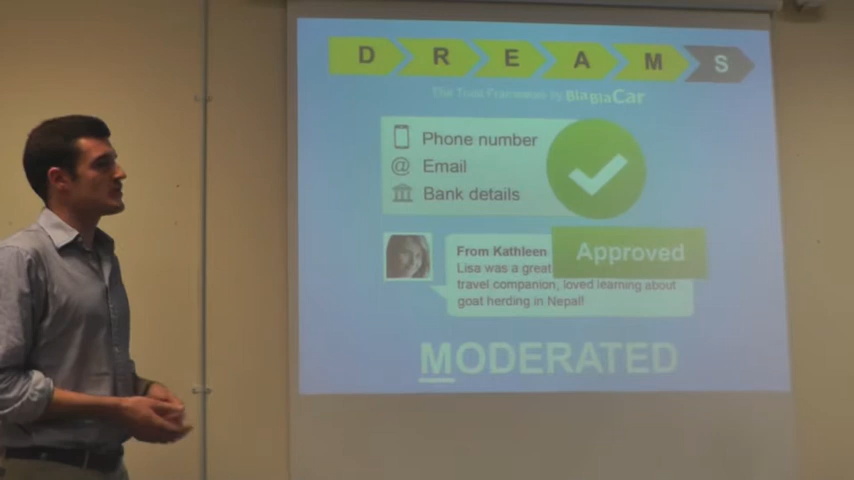 D R E A M S
The Trust Framework by BlaBlaCar
Phone number
@ Email
Bank details
Approved
From Kathleen
Lisa was a great
travel companion, loved learning about
goat herding in Nepal!
MODERATED